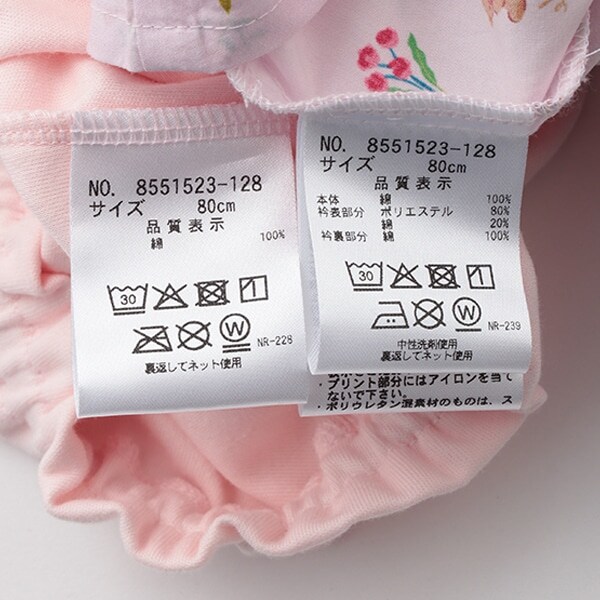 NO. 8551523-128
サイズ 80cm
品質表示
綿 100%
30
W
NR-228
裏返してネット使用
NO. 8551523-128
サイズ 80cm
品質表示
本体 綿 100%
衿表部分 ポリエステル 80%
綿 20%
衿裏部分 綿 100%
30
W
NR-239
中性洗剤使用
裏返してネット使用
・プリント部分にはアイロンを当て
ないで下さい。
・ポリウレタン混素材のものは、ス